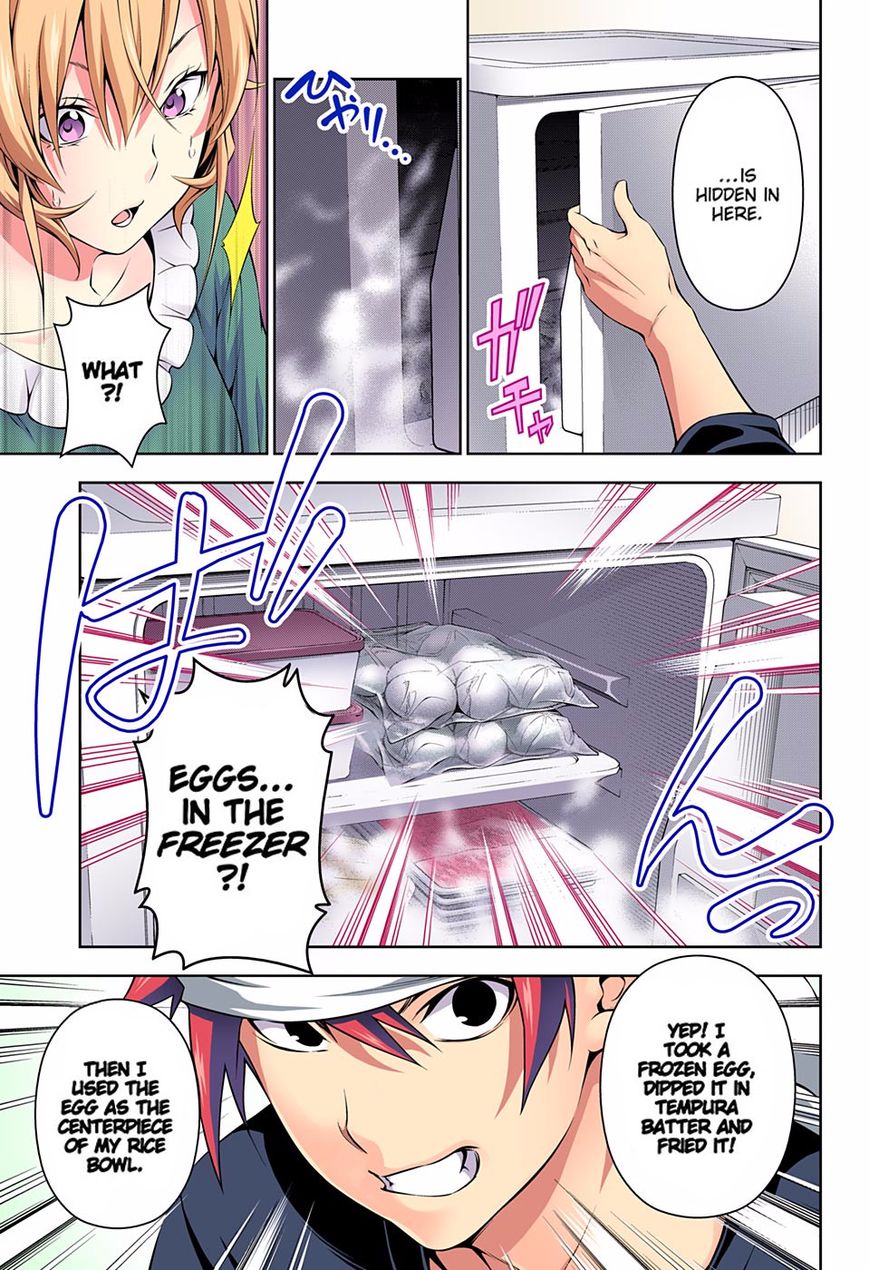 ...IS
HIDDEN IN
HERE.
ガチャ
ひやり...
WHAT
?!
ばんっ
EGGS...
IN THE
FREEZER
?!
YEP! I
TOOK A
FROZEN EGG,
DIPPED IT IN
TEMPURA
BATTER AND
FRIED IT!
THEN I
USED THE
EGG AS THE
CENTERPIECE
OF MY RICE
BOWL.